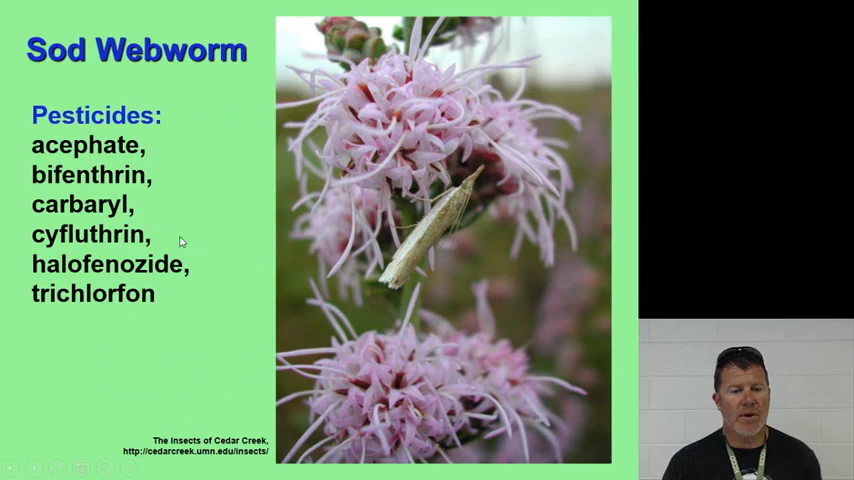 Sod Webworm
Pesticides:
acephate,
bifenthrin,
carbaryl,
cyfluthrin,
halofenozide,
trichlorfon
The Insects of Cedar Creek,
http://cedarcreek.umn.edu/insects/